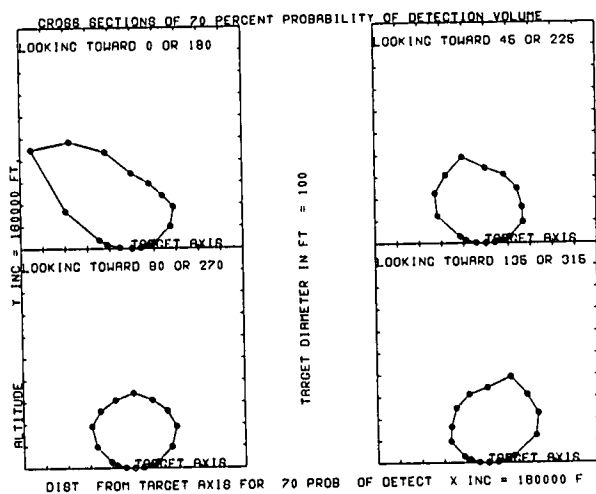 CROSS SECTIONS OF 70 PERCENT PROBABILITY OF DETECTION VOLUME
LOOKING TOWARD 0 OR 180
LOOKING TOWARD 45 OR 225
TARGET AXIS
TARGET AXIS
Y INC = 180000 FT
TARGET DIAMETER IN FT = 100
LOOKING TOWARD 90 OR 270
LOOKING TOWARD 135 OR 315
ALTITUDE
TARGET AXIS
TARGET AXIS
DIST FROM TARGET AXIS FOR 70 PROB OF DETECT X INC = 180000 F